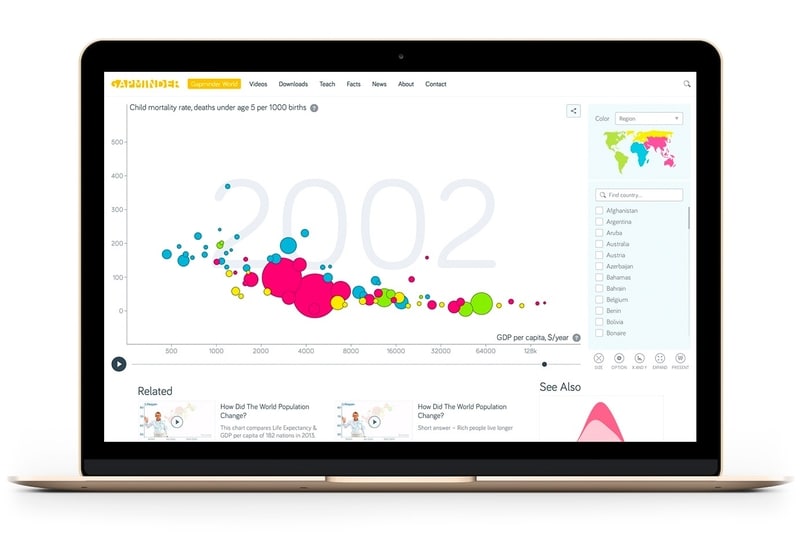 GAPMINDER
Gapminder World
Videos
Downloads
Teach
Facts
News
About
Contact
Child mortality rate, deaths under age 5 per 1000 births ?
Color
Region
2002
500
400
300
200
100
0
Find country...
Afghanistan
Argentina
Aruba
Australia
Austria
Azerbaijan
Bahamas
Bahrain
Belgium
Benin
Bolivia
Bonaire
GDP per capita, $/year ?
500
1000
2000
4000
8000
16000
32000
64000
128k
SIZE
OPTION
X AND Y
EXPAND
PRESENT
Related
How Did The World Population
Change?
This chart compares Life Expectancy &
GDP per capita of 182 nations in 2013.
How Did The World Population
Change?
Short answer – Rich people live longer
See Also